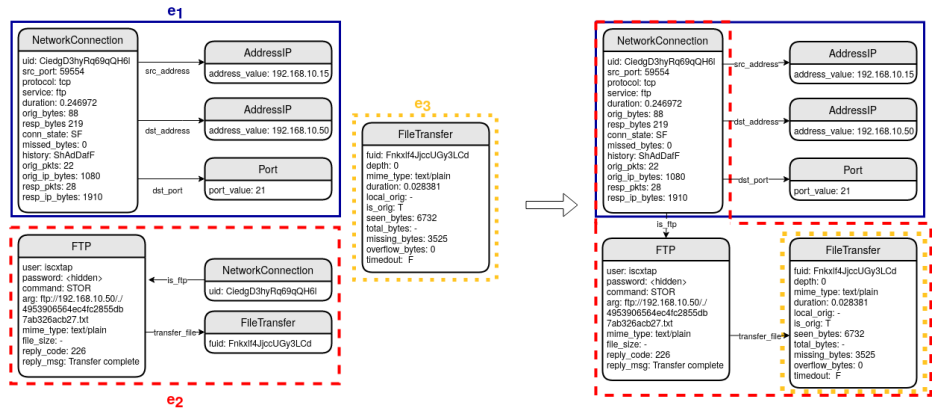 e1
NetworkConnection
uid: CiedgD3hyRq69qQH6l
src_port: 59554
protocol: tcp
service: ftp
duration: 0.246972
orig_bytes: 88
resp_bytes 219
conn_state: SF
missed_bytes: 0
history: ShAdDafF
orig_pkts: 22
orig_ip_bytes: 1080
resp_pkts: 28
resp_ip_bytes: 1910
src_address
AddressIP
address_value: 192.168.10.15
dst_address
AddressIP
address_value: 192.168.10.50
dst_port
Port
port_value: 21
FTP
user: iscxtap
password: <hidden>
command: STOR
arg: ftp://192.168.10.50/./
4953906564ec4fc2855db
7ab326acb27.txt
mime_type: text/plain
file_size: -
reply_code: 226
reply_msg: Transfer complete
is_ftp
NetworkConnection
uid: CiedgD3hyRq69qQH6l
transfer_file
FileTransfer
fuid: FnkxIf4JjccUGy3LCd
e2
e3
FileTransfer
fuid: FnkxIf4JjccUGy3LCd
depth: 0
mime_type: text/plain
duration: 0.028381
local_orig: -
is_orig: T
seen_bytes: 6732
total_bytes: -
missing_bytes: 3525
overflow_bytes: 0
timedout: F
NetworkConnection
uid: CiedgD3hyRq69qQH6l
src_port: 59554
protocol: tcp
service: ftp
duration: 0.246972
orig_bytes: 88
resp_bytes 219
conn_state: SF
missed_bytes: 0
history: ShAdDafF
orig_pkts: 22
orig_ip_bytes: 1080
resp_pkts: 28
resp_ip_bytes: 1910
src_address
AddressIP
address_value: 192.168.10.15
dst_address
AddressIP
address_value: 192.168.10.50
dst_port
Port
port_value: 21
is_ftp
FTP
user: iscxtap
password: <hidden>
command: STOR
arg: ftp://192.168.10.50/./
4953906564ec4fc2855db
7ab326acb27.txt
mime_type: text/plain
file_size: -
reply_code: 226
reply_msg: Transfer complete
transfer_file
FileTransfer
fuid: FnkxIf4JjccUGy3LCd
depth: 0
mime_type: text/plain
duration: 0.028381
local_orig: -
is_orig: T
seen_bytes: 6732
total_bytes: -
missing_bytes: 3525
overflow_bytes: 0
timedout: F